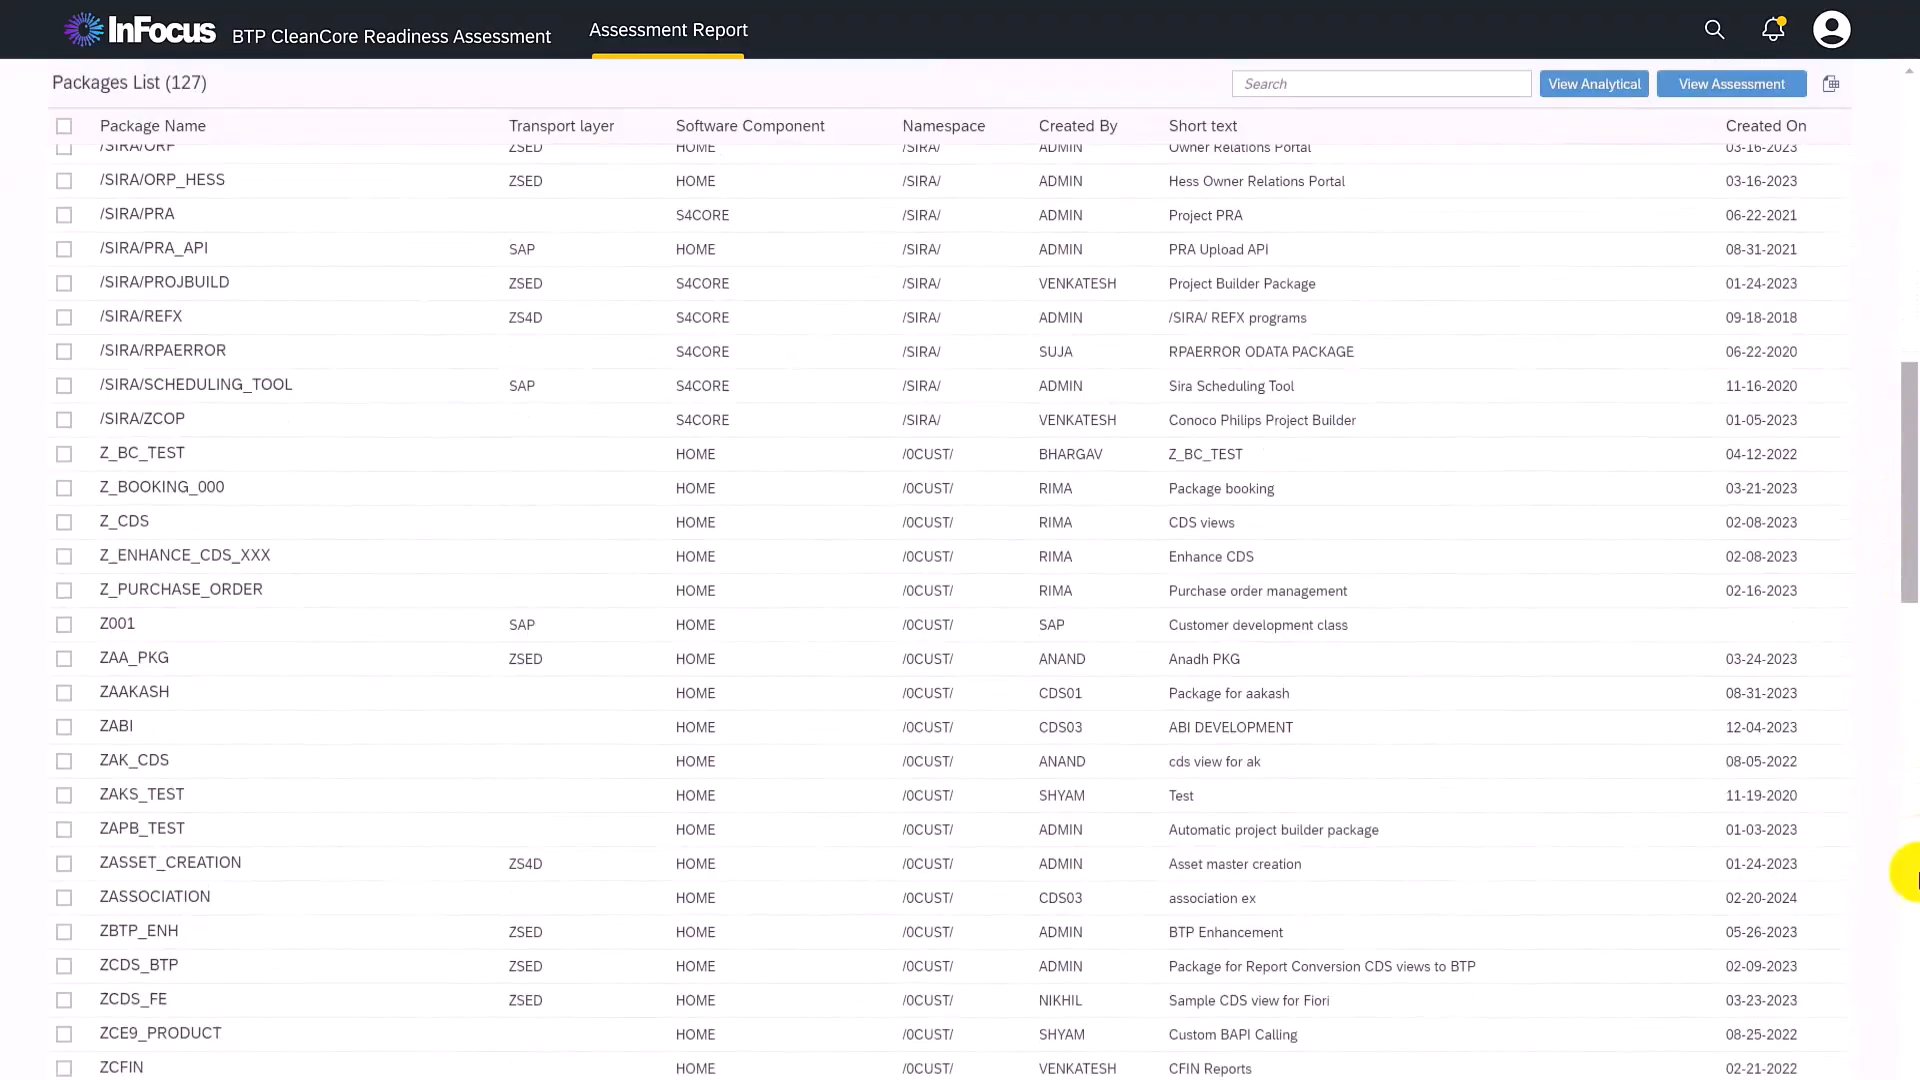 InFocus BTP CleanCore Readiness Assessment Assessment Report
Packages List (127) Search View Analytical View Assessment
Package Name Transport layer Software Component Namespace Created By Short text Created On
/SIRA/ORP ZSED HOME /SIRA/ ADMIN Owner Relations Portal 03-16-2023
/SIRA/ORP_HESS ZSED HOME /SIRA/ ADMIN Hess Owner Relations Portal 03-16-2023
/SIRA/PRA S4CORE /SIRA/ ADMIN Project PRA 06-22-2021
/SIRA/PRA_API SAP HOME /SIRA/ ADMIN PRA Upload API 08-31-2021
/SIRA/PROJBUILD ZSED S4CORE /SIRA/ VENKATESH Project Builder Package 01-24-2023
/SIRA/REFX ZS4D S4CORE /SIRA/ ADMIN /SIRA/ REFX programs 09-18-2018
/SIRA/RPAERROR S4CORE /SIRA/ SUJA RPAERROR ODATA PACKAGE 06-22-2020
/SIRA/SCHEDULING_TOOL SAP S4CORE /SIRA/ ADMIN Sira Scheduling Tool 11-16-2020
/SIRA/ZCOP S4CORE /SIRA/ VENKATESH Conoco Philips Project Builder 01-05-2023
Z_BC_TEST HOME /0CUST/ BHARGAV Z_BC_TEST 04-12-2022
Z_BOOKING_000 HOME /0CUST/ RIMA Package booking 03-21-2023
Z_CDS HOME /0CUST/ RIMA CDS views 02-08-2023
Z_ENHANCE_CDS_XXX HOME /0CUST/ RIMA Enhance CDS 02-08-2023
Z_PURCHASE_ORDER HOME /0CUST/ RIMA Purchase order management 02-16-2023
Z001 SAP HOME /0CUST/ SAP Customer development class
ZAA_PKG ZSED HOME /0CUST/ ANAND Anadh PKG 03-24-2023
ZAAKASH HOME /0CUST/ CDS01 Package for aakash 08-31-2023
ZABI HOME /0CUST/ CDS03 ABI DEVELOPMENT 12-04-2023
ZAK_CDS HOME /0CUST/ ANAND cds view for ak 08-05-2022
ZAKS_TEST HOME /0CUST/ SHYAM Test 11-19-2020
ZAPB_TEST HOME /0CUST/ ADMIN Automatic project builder package 01-03-2023
ZASSET_CREATION ZS4D HOME /0CUST/ ADMIN Asset master creation 01-24-2023
ZASSOCIATION HOME /0CUST/ CDS03 association ex 02-20-2024
ZBTP_ENH ZSED HOME /0CUST/ ADMIN BTP Enhancement 05-26-2023
ZCDS_BTP ZSED HOME /0CUST/ ADMIN Package for Report Conversion CDS views to BTP 02-09-2023
ZCDS_FE ZSED HOME /0CUST/ NIKHIL Sample CDS view for Fiori 03-23-2023
ZCE9_PRODUCT HOME /0CUST/ SHYAM Custom BAPI Calling 08-25-2022
ZCFIN HOME /0CUST/ VENKATESH CFIN Reports 02-21-2022